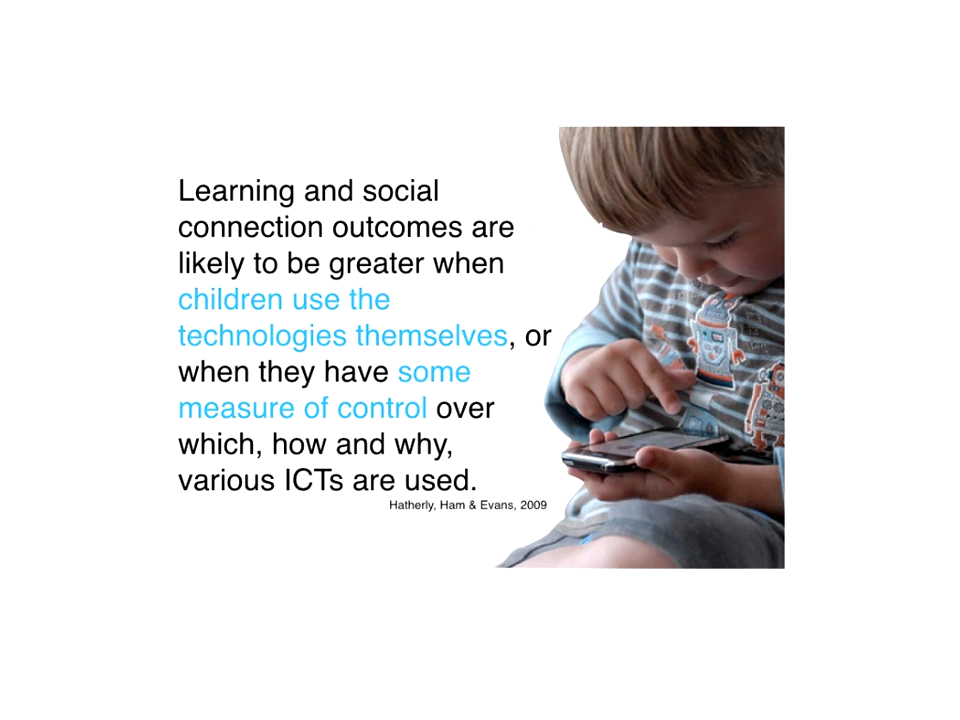 Learning and social
connection outcomes are
likely to be greater when
children use the
technologies themselves, or
when they have some
measure of control over
which, how and why,
various ICTs are used.
Hatherly, Ham & Evans, 2009